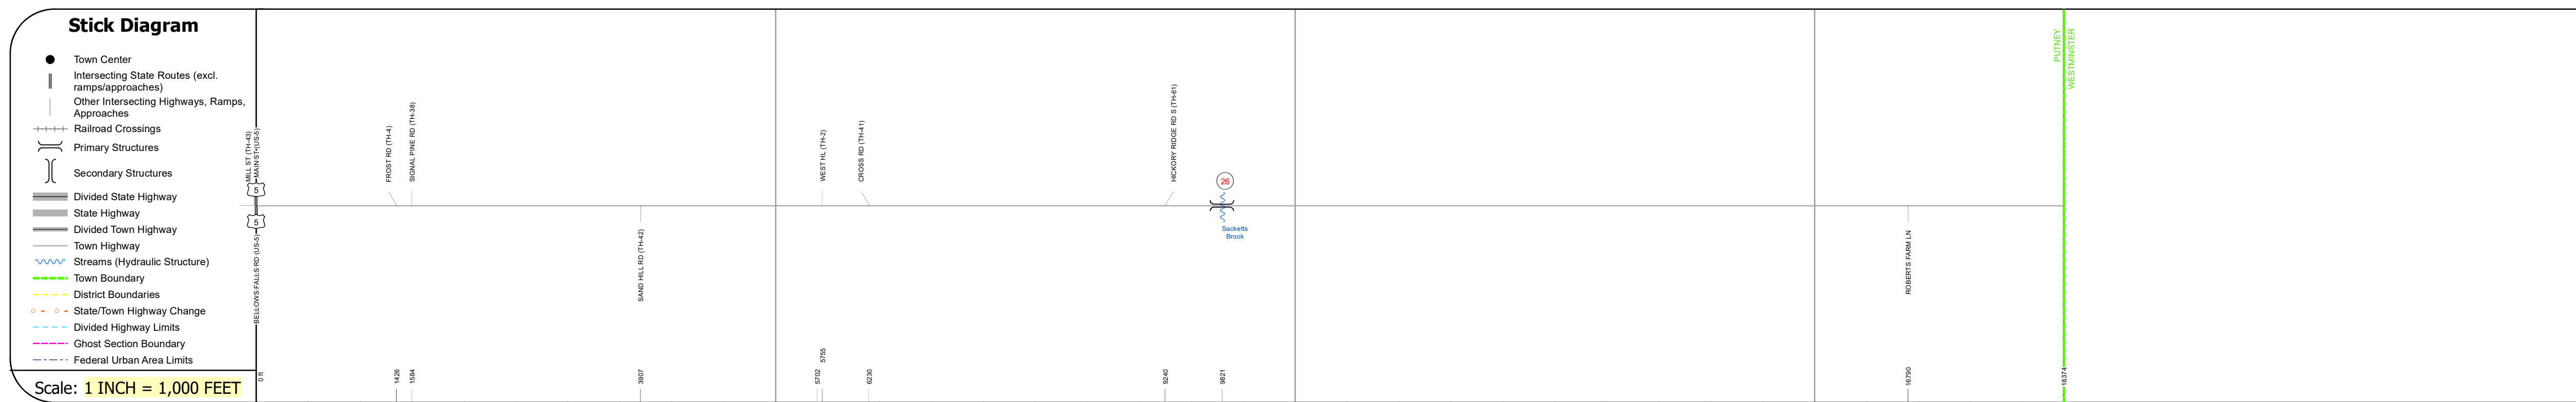 Stick Diagram
Town Center
Intersecting State Routes (excl.
ramps/approaches)
Other Intersecting Highways, Ramps,
Approaches
Railroad Crossings
Primary Structures
Secondary Structures
Divided State Highway
State Highway
Divided Town Highway
Town Highway
Streams (Hydraulic Structure)
Town Boundary
District Boundaries
State/Town Highway Change
Divided Highway Limits
Ghost Section Boundary
Federal Urban Area Limits
Scale: 1 INCH = 1,000 FEET
MILL ST (TH-43)
MAIN ST (US-5)
5
5
BELLOWS FALLS RD (US-5)
FROST RD (TH-4)
SIGNAL PINE RD (TH-38)
SAND HILL RD (TH-42)
WEST HL (TH-2)
CROSS RD (TH-41)
HICKORY RIDGE RD S (TH-61)
26
Sacketts
Brook
ROBERTS FARM LN
PUTNEY
WESTMINSTER
0 ft
1426
1584
3907
5702
5755
6230
9240
9821
16790
18374